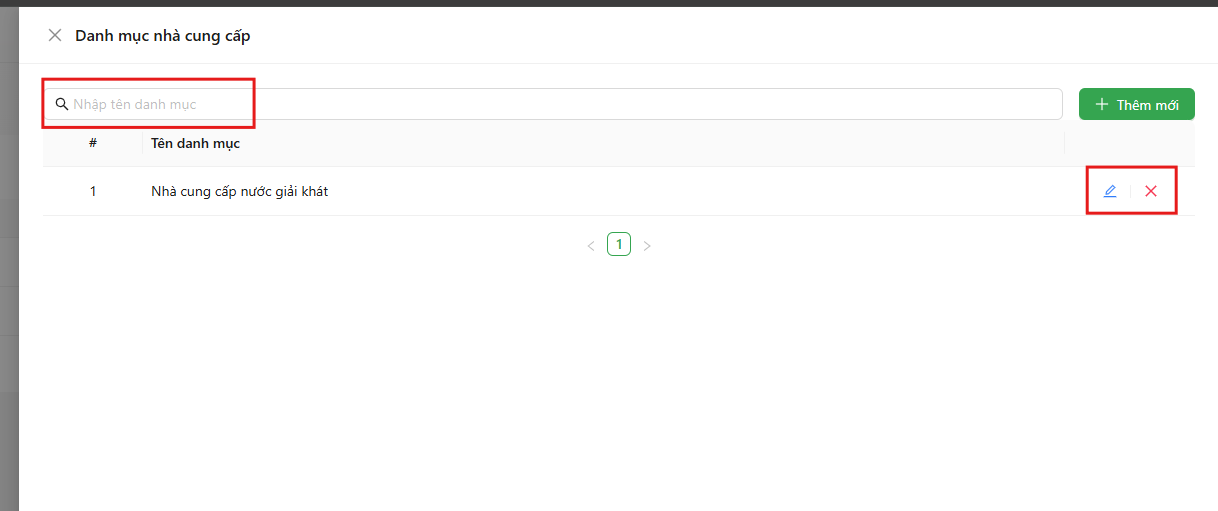 Danh mục nhà cung cấp
Nhập tên danh mục
Thêm mới
# Tên danh mục
1 Nhà cung cấp nước giải khát
1